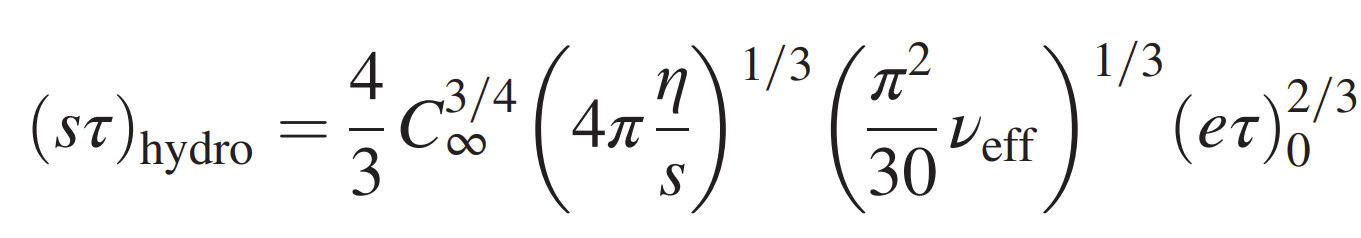 (sτ)_hydro = 4/3 C_∞^{3/4} (4π η/s)^{1/3} (π²/30 ν_eff)^{1/3} (eτ)_0^{2/3}